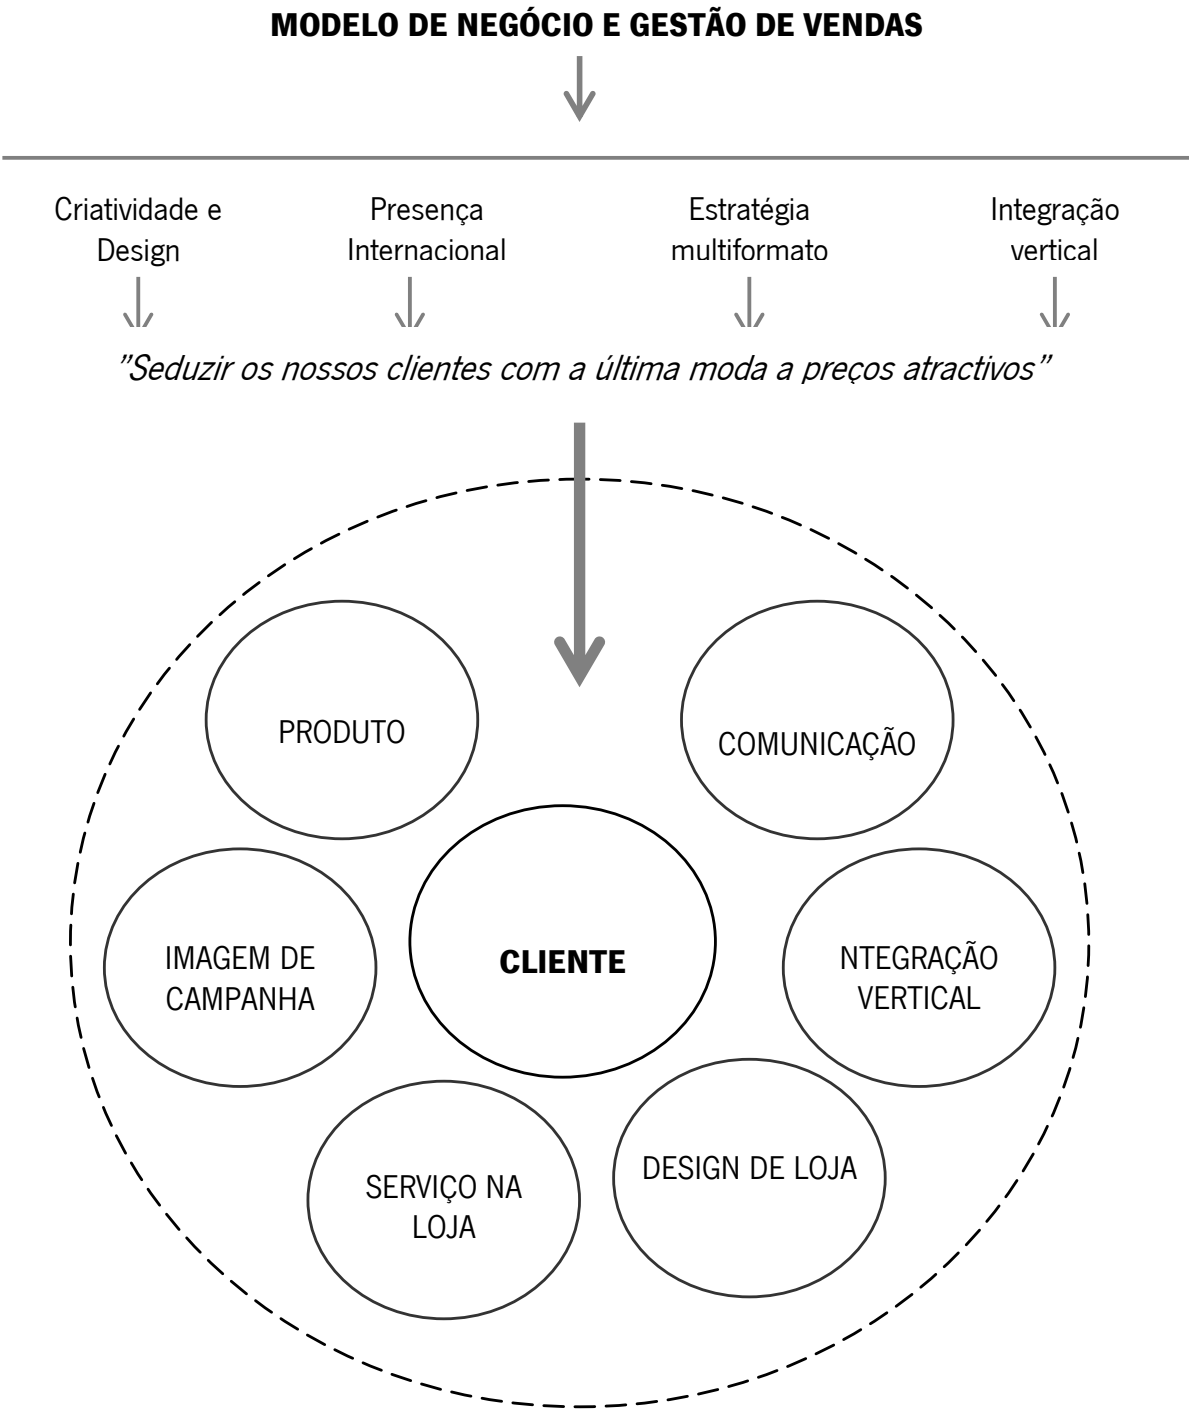 MODELO DE NEGÓCIO E GESTÃO DE VENDAS
Criatividade e
Design
Presença
Internacional
Estratégia
multiformato
Integração
vertical
”Seduzir os nossos clientes com a última moda a preços atractivos”
PRODUTO
COMUNICAÇÃO
IMAGEM DE
CAMPANHA
CLIENTE
NTEGRAÇÃO
VERTICAL
SERVIÇO NA
LOJA
DESIGN DE LOJA